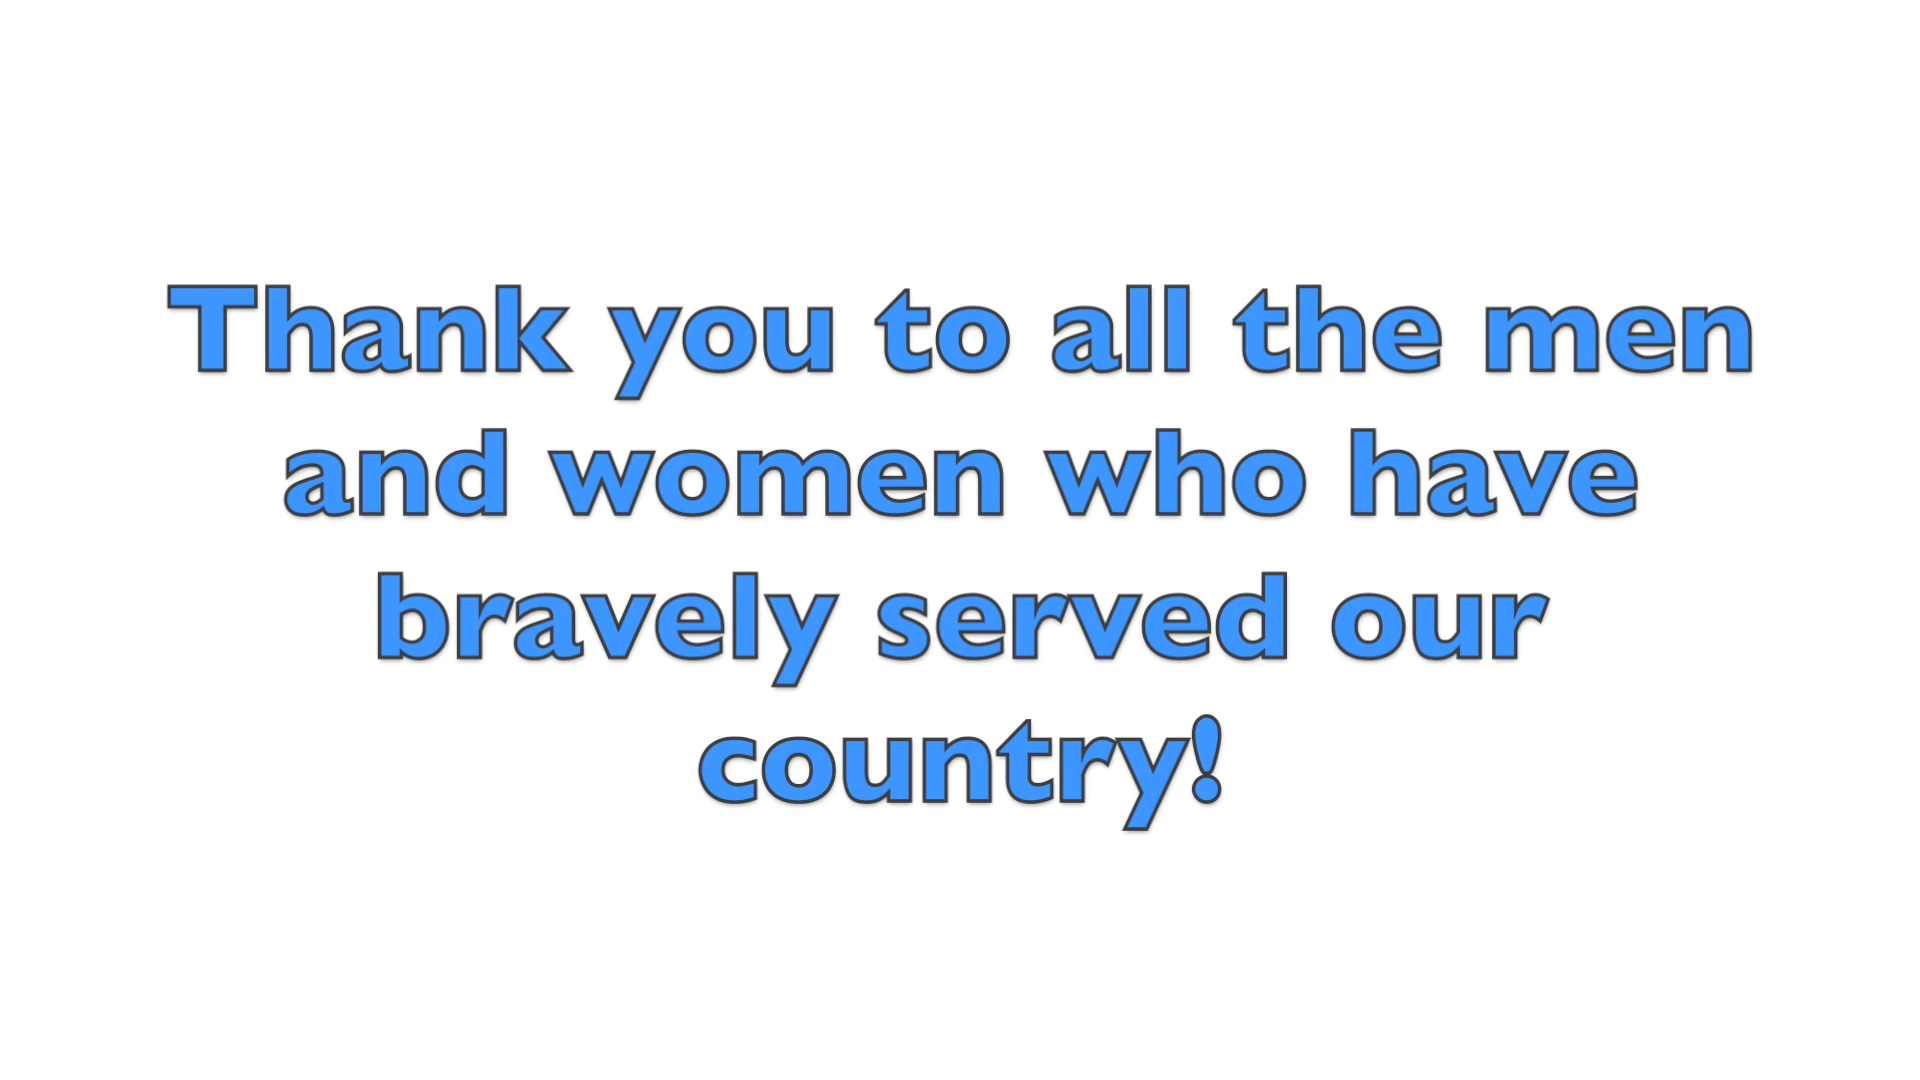 Thank you to all the men
and women who have
bravely served our
country!